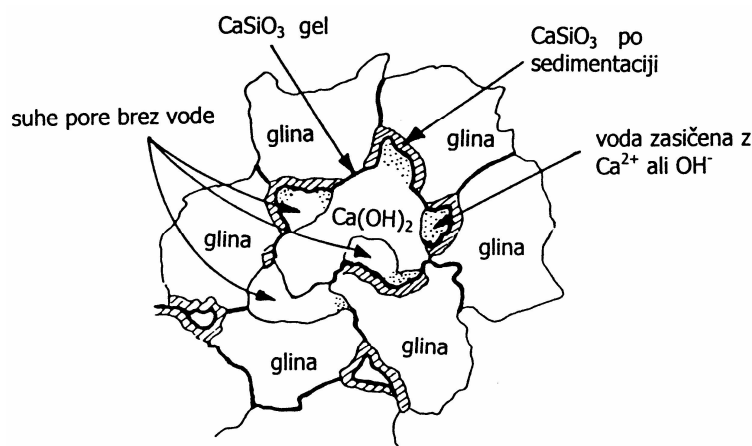 CaSiO₃ gel
CaSiO₃ po
sedimentaciji
suhe pore brez vode
glina
glina
voda zasičena z
Ca²⁺ ali OH⁻
Ca(OH)₂
glina
glina
glina
glina